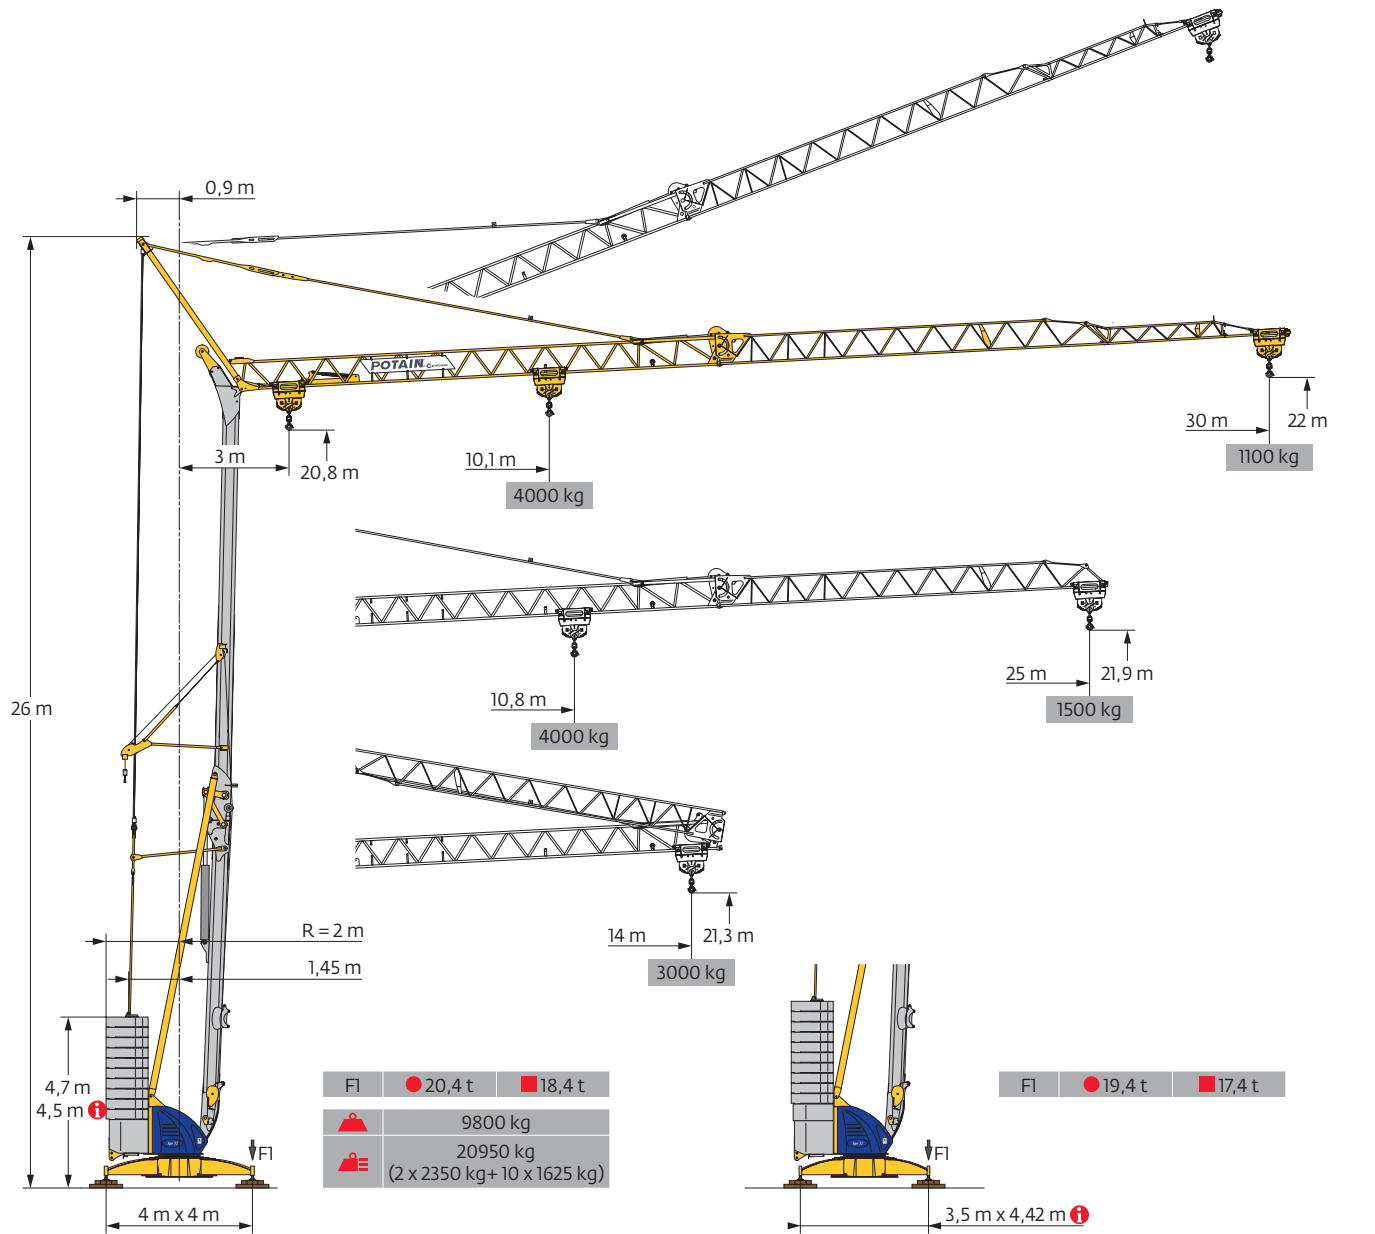 0,9 m
POTAIN
30 m
22 m
1100 kg
3 m
20,8 m
10,1 m
4000 kg
26 m
25 m
21,9 m
1500 kg
10,8 m
4000 kg
14 m
21,3 m
3000 kg
R = 2 m
1,45 m
4,7 m
4,5 m i
F1 20,4 t 18,4 t
9800 kg
20950 kg
(2 x 2350 kg+ 10 x 1625 kg)
F1
4 m x 4 m
F1 19,4 t 17,4 t
F1
3,5 m x 4,42 m i